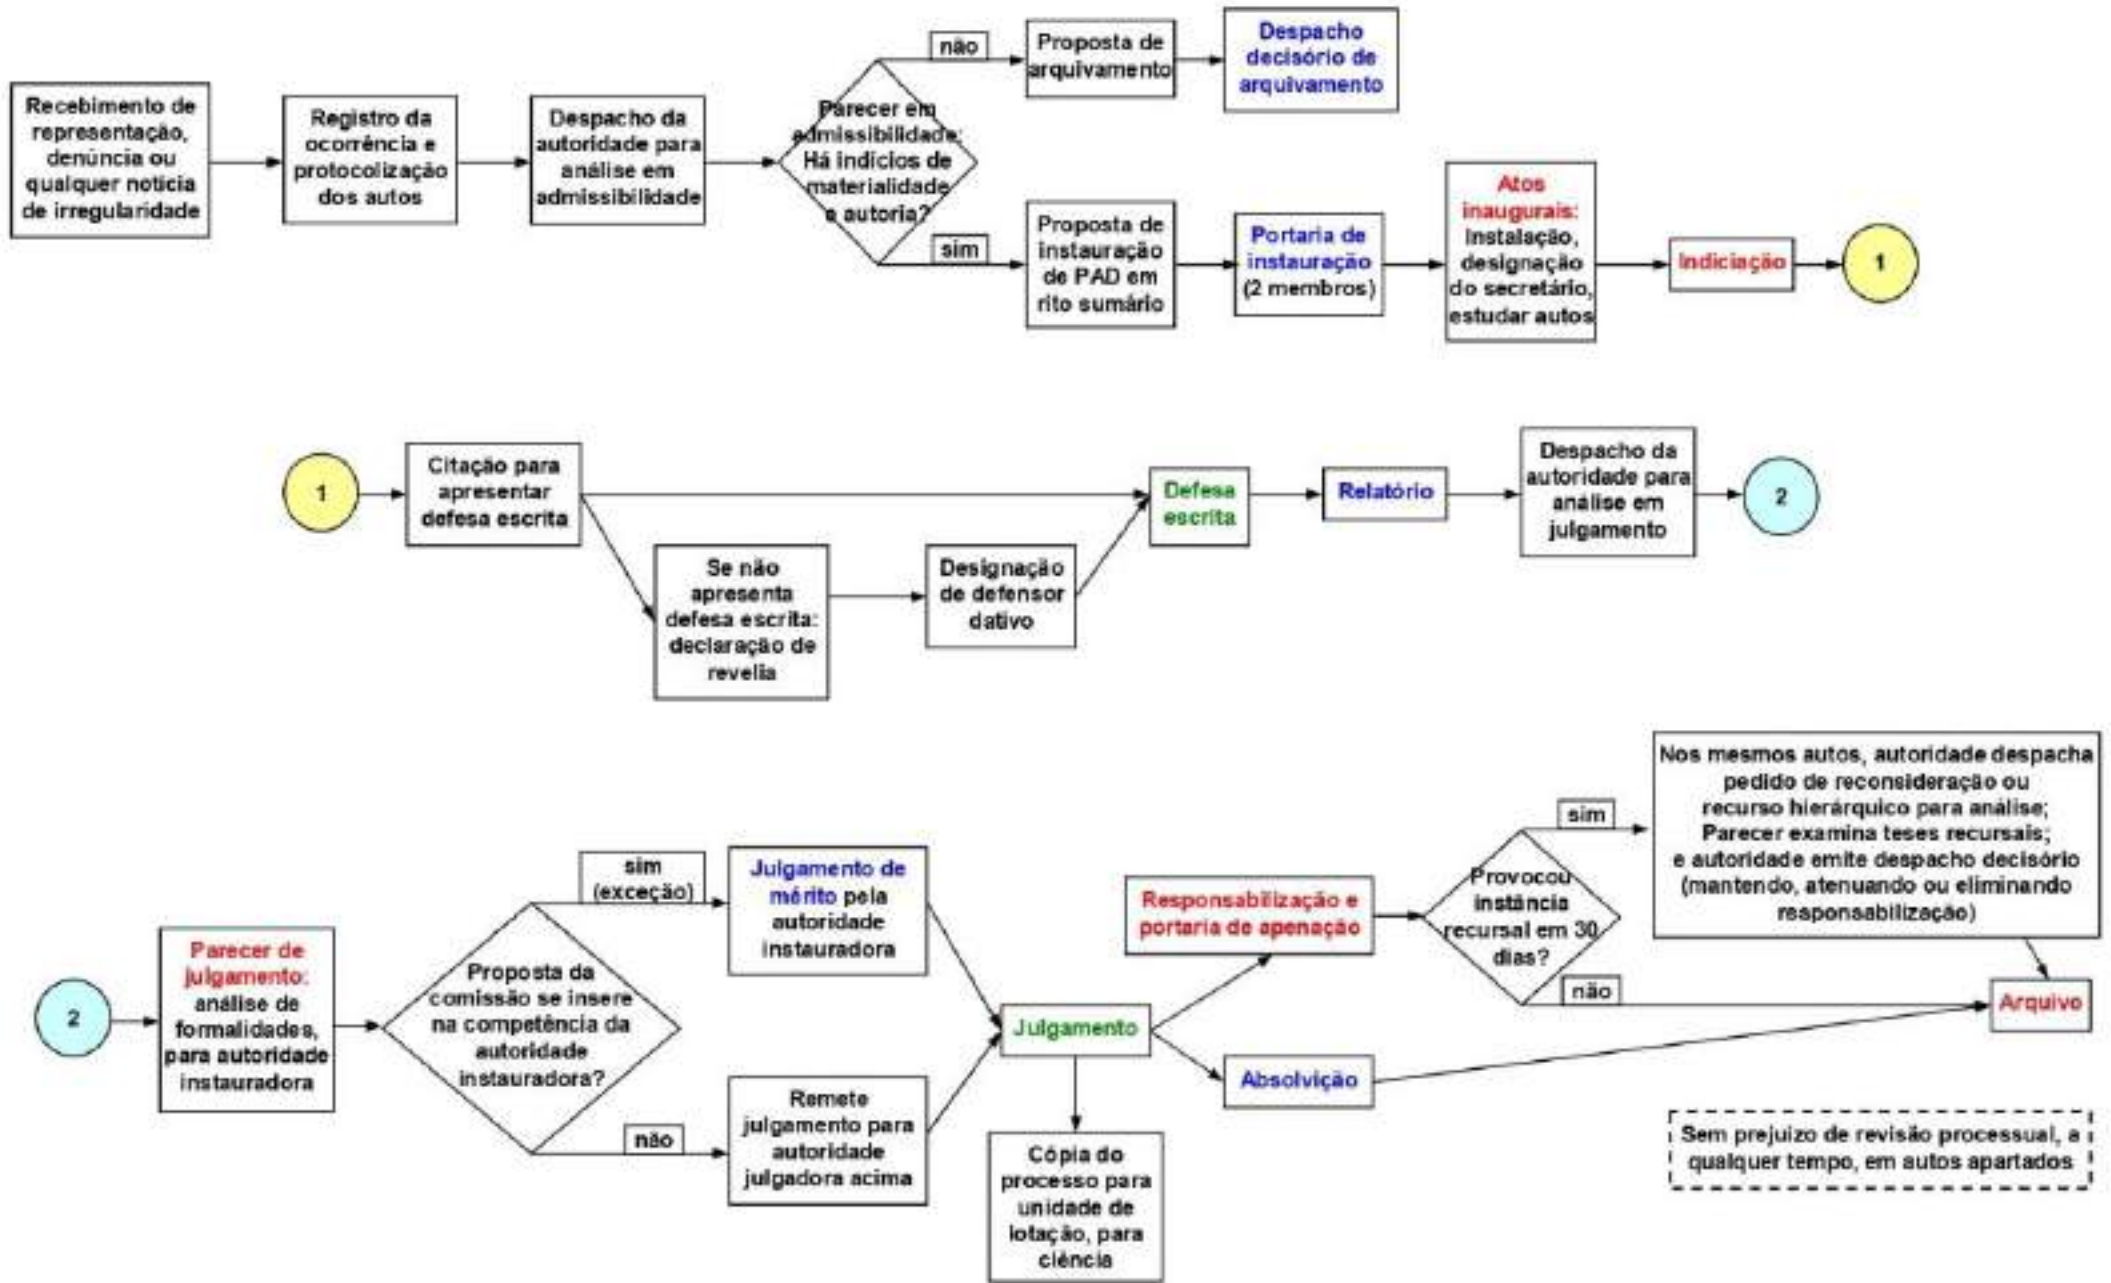 Recebimento de
representação,
denúncia ou
qualquer notícia
de irregularidade
Registro da
ocorrência e
protocolização
dos autos
Despacho da
autoridade para
análise em
admissibilidade
Parecer em
admissibilidade:
Há indícios de
materialidade
e autoria?
não
Proposta de
arquivamento
Despacho
decisório de
arquivamento
sim
Proposta de
instauração
de PAD em
rito sumário
Portaria de
instauração
(2 membros)
Atos
inaugurais:
Instalação,
designação
do secretário,
estudar autos
Indiciação
1
1
Citação para
apresentar
defesa escrita
Se não
apresenta
defesa escrita:
declaração de
revelia
Designação
de defensor
dativo
Defesa
escrita
Relatório
Despacho da
autoridade para
análise em
julgamento
2
2
Parecer de
julgamento:
análise de
formalidades,
para autoridade
instauradora
Proposta da
comissão se insere
na competência da
autoridade
instauradora?
sim
(exceção)
Julgamento de
mérito pela
autoridade
instauradora
não
Remete
julgamento para
autoridade
julgadora acima
Julgamento
Cópia do
processo para
unidade de
lotação, para
ciência
Responsabilização e
portaria de apenação
Absolvição
Provocou
instância
recursal em 30
dias?
sim
Nos mesmos autos, autoridade despacha
pedido de reconsideração ou
recurso hierárquico para análise;
Parecer examina teses recursais;
e autoridade emite despacho decisório
(mantendo, atenuando ou eliminando
responsabilização)
não
Arquivo
Sem prejuízo de revisão processual, a
qualquer tempo, em autos apartados